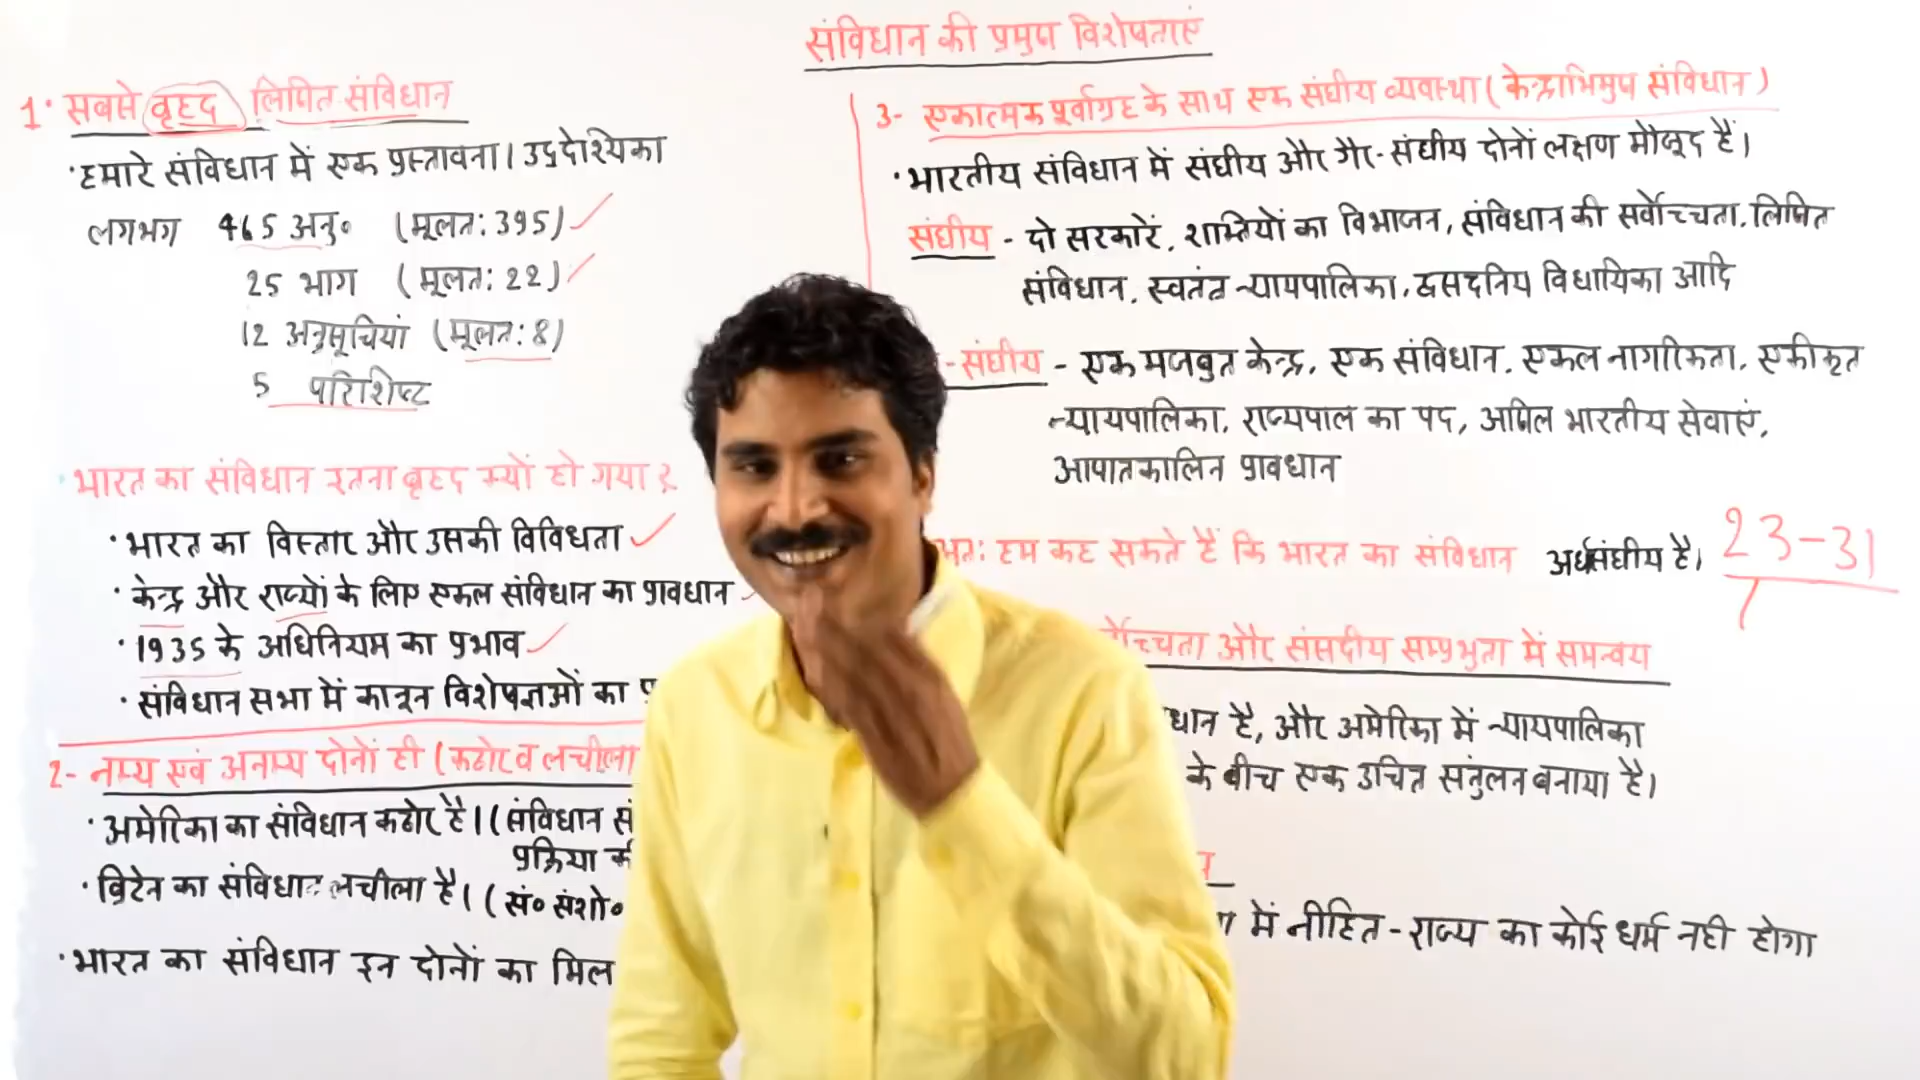 संविधान की प्रमुख विशेषताएं
1. सबसे वृहद लिखित संविधान
• हमारे संविधान में एक प्रस्तावना। उद्देश्यिका
लगभग 465 अनु० (मूलत: 395)
25 भाग (मूलत: 22)
12 अनुसूचियां (मूलत: 8)
5 परिशिष्ट
• भारत का संविधान इतना वृहद क्यों हो गया ?
• भारत का विस्तार और उसकी विविधता
• केन्द्र और राज्यों के लिए एकल संविधान का प्रावधान
• 1935 के अधिनियम का प्रभाव
• संविधान सभा में कानून विशेषज्ञओं का
2- नम्य एवं अनम्य दोनों ही (कठोर व लचीला
• अमेरिका का संविधान कठोर है। (संविधान सं
प्रक्रिया की
• ब्रिटेन का संविधान लचीला है। (सं० संशो०
• भारत का संविधान इन दोनों का मिल
3- एकात्मक पूर्वाग्रह के साथ एक संघीय व्यवस्था (केन्द्राभिमुख संविधान)
• भारतीय संविधान में संघीय और गैर-संघीय दोनों लक्षण मौजूद हैं।
संघीय - दो सरकारें, शक्तियों का विभाजन, संविधान की सर्वोच्चता, लिखित
संविधान, स्वतंत्र न्यायपालिका, द्वसदनिय विधायिका आदि
-संघीय - एक मजबुत केन्द्र, एक संविधान, एकल नागरिकता, एकीकृत
न्यायपालिका, राज्यपाल का पद, अखिल भारतीय सेवाएं,
आपातकालिन प्रावधान
अत: हम कह सकते हैं कि भारत का संविधान अर्धसंघीय है। 23-31
र्वोच्चता और संसदीय सम्प्रभुता में समन्वय
धान है, और अमेरिका में न्यायपालिका
के बीच एक उचित सतुंलन बनाया है।
में नीहित - राज्य का कोई धर्म नही होगा